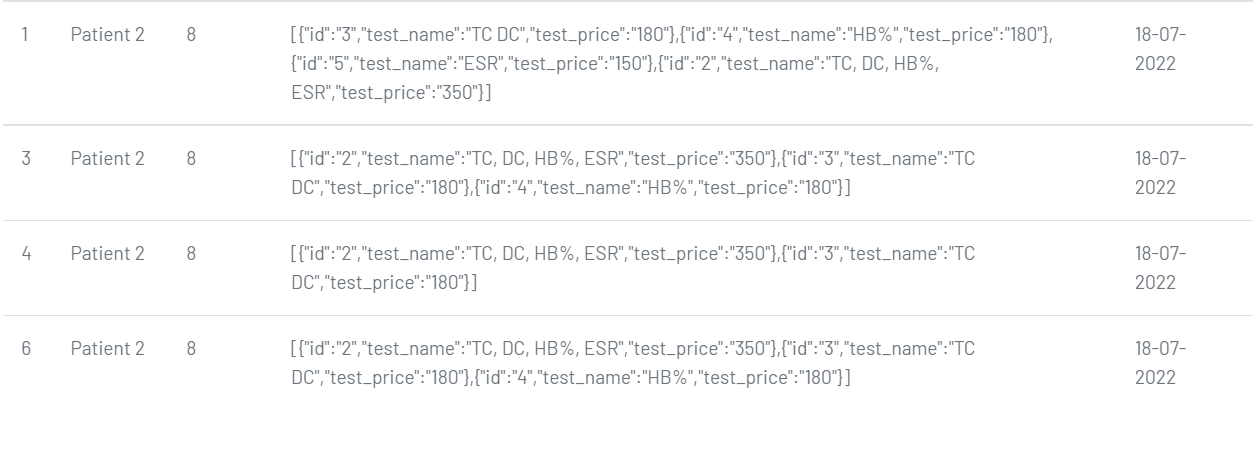 1 Patient 2 8 [{"id":"3","test_name":"TC DC","test_price":"180"},{"id":"4","test_name":"HB%","test_price":"180"}, 18-07-
{"id":"5","test_name":"ESR","test_price":"150"},{"id":"2","test_name":"TC, DC, HB%, 2022
ESR","test_price":"350"}]
3 Patient 2 8 [{"id":"2","test_name":"TC, DC, HB%, ESR","test_price":"350"},{"id":"3","test_name":"TC 18-07-
DC","test_price":"180"},{"id":"4","test_name":"HB%","test_price":"180"}] 2022
4 Patient 2 8 [{"id":"2","test_name":"TC, DC, HB%, ESR","test_price":"350"},{"id":"3","test_name":"TC 18-07-
DC","test_price":"180"}] 2022
6 Patient 2 8 [{"id":"2","test_name":"TC, DC, HB%, ESR","test_price":"350"},{"id":"3","test_name":"TC 18-07-
DC","test_price":"180"},{"id":"4","test_name":"HB%","test_price":"180"}] 2022